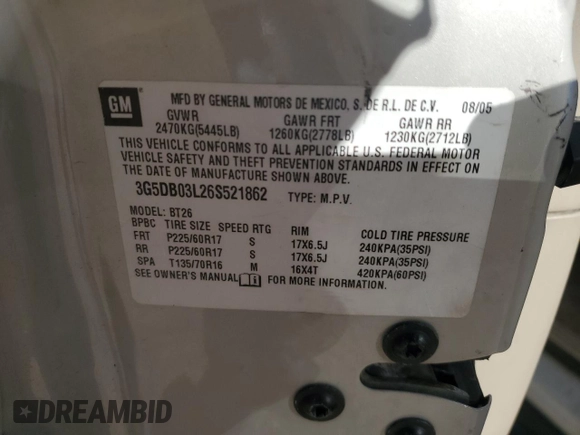 GM
MFD BY GENERAL MOTORS DE MEXICO, S. DE R.L. DE C.V. 08/05
GVWR GAWR FRT GAWR RR
2470KG(5445LB) 1260KG(2778LB) 1230KG(2712LB)
THIS VEHICLE CONFORMS TO ALL APPLICABLE U.S. FEDERAL MOTOR
VEHICLE SAFETY AND THEFT PREVENTION STANDARDS IN EFFECT ON
THE DATE OF MANUFACTURE SHOWN ABOVE.
3G5DB03L26S521862 TYPE: M.P.V.
MODEL: BT26
BPBC TIRE SIZE SPEED RTG RIM COLD TIRE PRESSURE
FRT P225/60R17 S 17X6.5J 240KPA(35PSI)
RR P225/60R17 S 17X6.5J 240KPA(35PSI)
SPA T135/70R16 M 16X4T 420KPA(60PSI)
SEE OWNER'S MANUAL FOR MORE INFORMATION.
DREAMBID